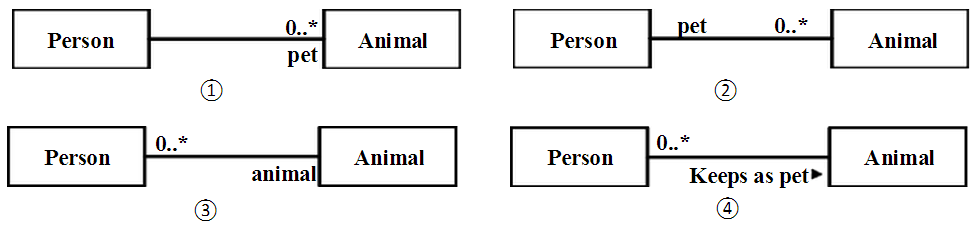 Person 0..* pet Animal
①
Person pet 0..* Animal
②
Person 0..* animal Animal
③
Person 0..* Keeps as pet Animal
④